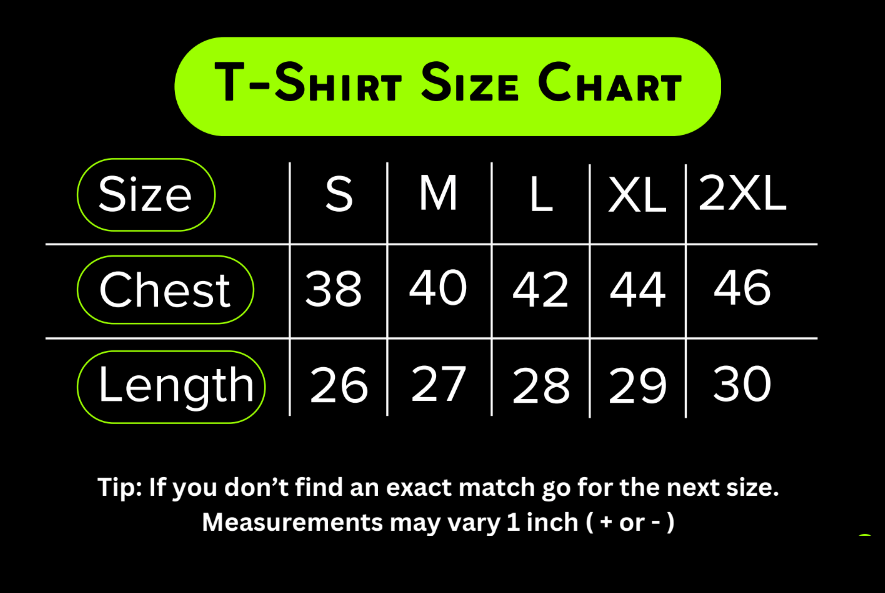 T-Shirt Size Chart
Size S M L XL 2XL
Chest 38 40 42 44 46
Length 26 27 28 29 30
Tip: If you don’t find an exact match go for the next size.
Measurements may vary 1 inch ( + or - )